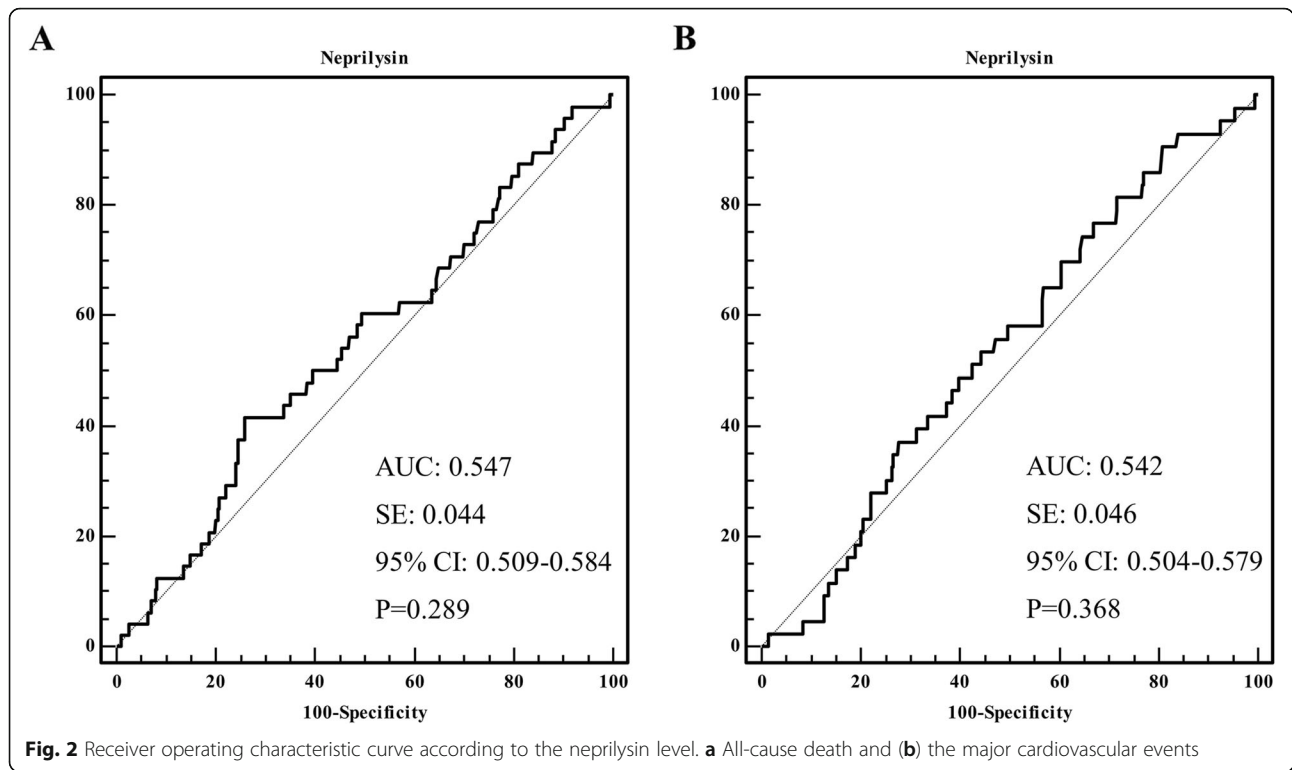 A
Neprilysin
100
80
60
40
20
0
AUC: 0.547
SE: 0.044
95% CI: 0.509-0.584
P=0.289
0 20 40 60 80 100
100-Specificity
B
Neprilysin
100
80
60
40
20
0
AUC: 0.542
SE: 0.046
95% CI: 0.504-0.579
P=0.368
0 20 40 60 80 100
100-Specificity
Fig. 2 Receiver operating characteristic curve according to the neprilysin level. a All-cause death and (b) the major cardiovascular events